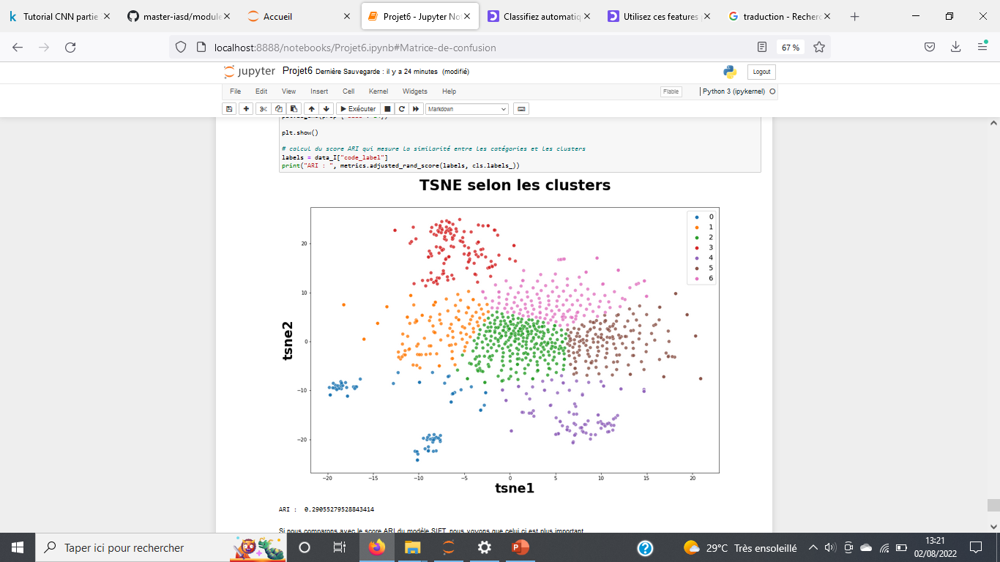 Tutorial CNN partie
master-iasd/module
Accueil
Projet6 - Jupyter No
Classifiez automatiq
Utilisez ces features
traduction - Recherc
localhost:8888/notebooks/Projet6.ipynb#Matrice-de-confusion
67 %
jupyter Projet6 Dernière Sauvegarde : il y a 24 minutes (modifié)
Logout
File Edit View Insert Cell Kernel Widgets Help
Fiable
Python 3 (ipykernel)
Exécuter
Markdown
plt.show()
# calcul du score ARI qui mesure la similarité entre les catégories et les clusters
labels = data_I["code_label"]
print("ARI : ", metrics.adjusted_rand_score(labels, cls.labels_))
TSNE selon les clusters
0
1
2
3
4
5
6
20
10
0
−10
−20
tsne2
−20 −15 −10 −5 0 5 10 15 20
tsne1
ARI : 0.29055279528843414
Si nous comparons avec le score ARI du modèle SIFT, nous voyons que celui ci est plus important
Taper ici pour rechercher
29°C Très ensoleillé
13:21
02/08/2022